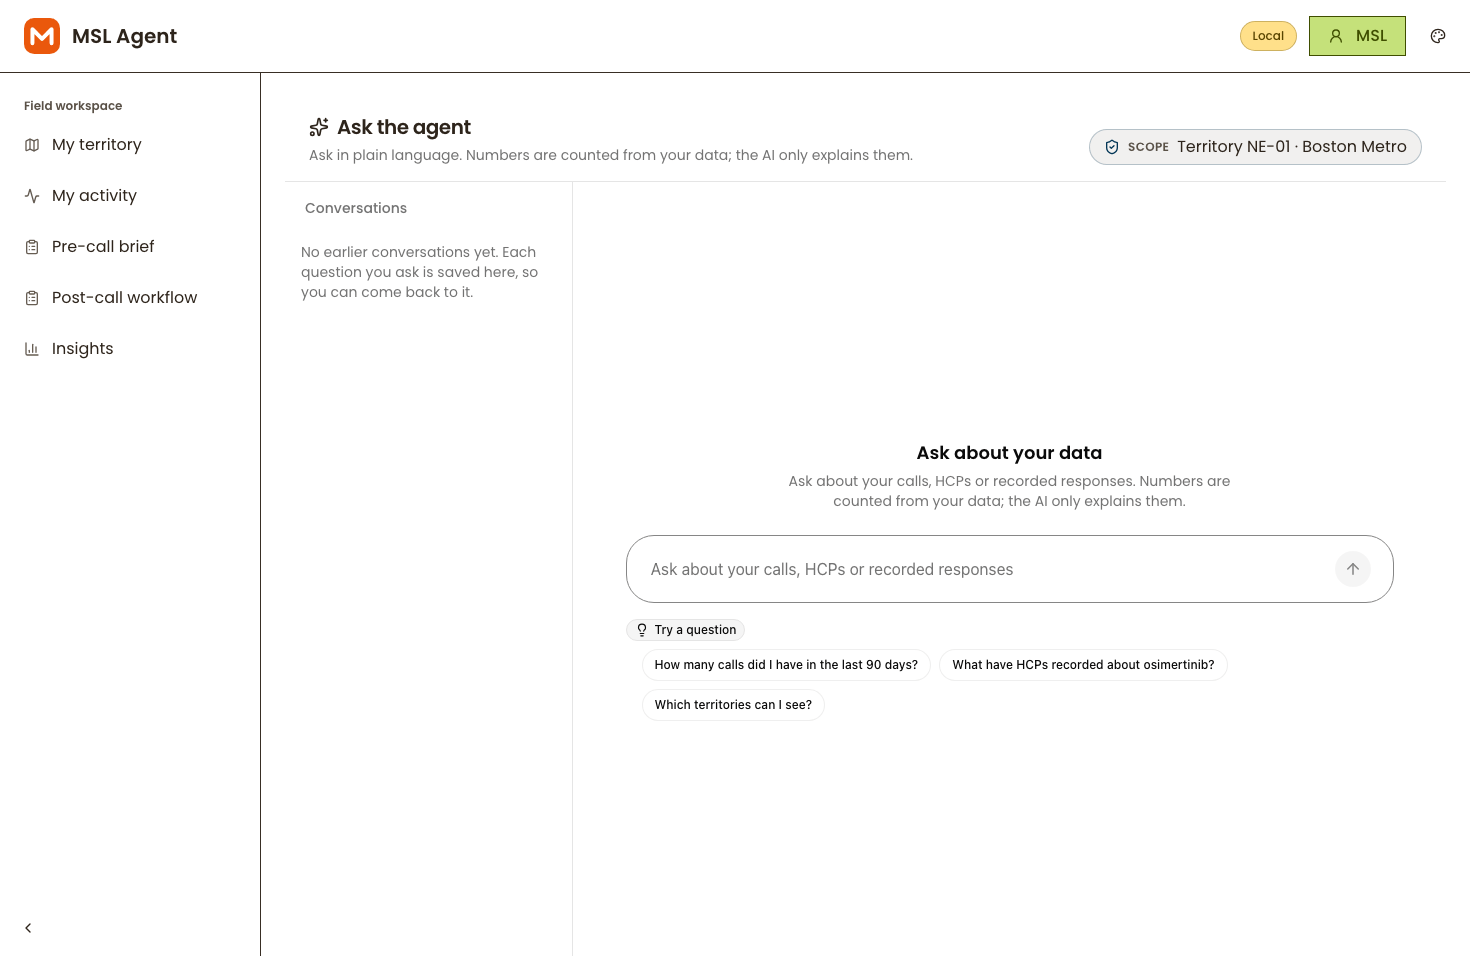 MSL Agent
Local
MSL
Field workspace
My territory
My activity
Pre-call brief
Post-call workflow
Insights
Ask the agent
Ask in plain language. Numbers are counted from your data; the AI only explains them.
SCOPE Territory NE-01 · Boston Metro
Conversations
No earlier conversations yet. Each
question you ask is saved here, so
you can come back to it.
Ask about your data
Ask about your calls, HCPs or recorded responses. Numbers are
counted from your data; the AI only explains them.
Ask about your calls, HCPs or recorded responses
Try a question
How many calls did I have in the last 90 days?
What have HCPs recorded about osimertinib?
Which territories can I see?